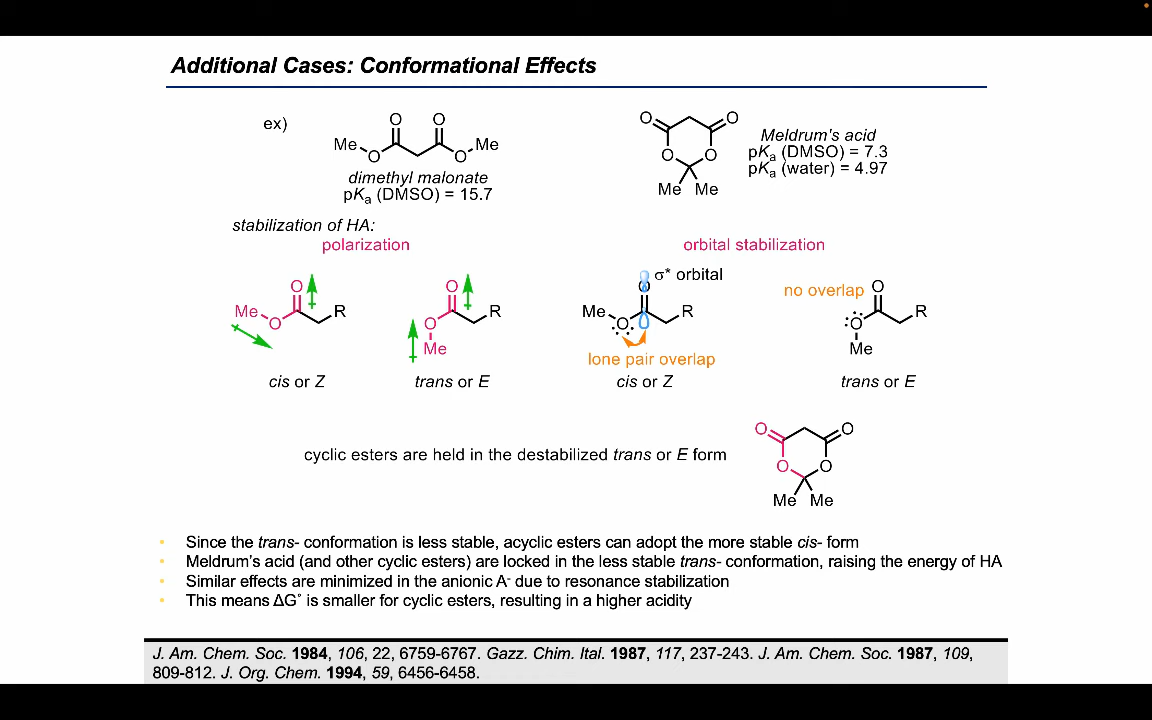 Additional Cases: Conformational Effects
ex)
O O
Me O O Me
dimethyl malonate
pKa (DMSO) = 15.7
O O
O O
Me Me
Meldrum's acid
pKa (DMSO) = 7.3
pKa (water) = 4.97
stabilization of HA:
polarization
orbital stabilization
O
Me O R
cis or Z
O
O R
Me
trans or E
σ* orbital
O
Me O R
lone pair overlap
cis or Z
no overlap
O
O R
Me
trans or E
cyclic esters are held in the destabilized trans or E form
O O
O O
Me Me
• Since the trans- conformation is less stable, acyclic esters can adopt the more stable cis- form
• Meldrum's acid (and other cyclic esters) are locked in the less stable trans- conformation, raising the energy of HA
• Similar effects are minimized in the anionic A- due to resonance stabilization
• This means ΔG° is smaller for cyclic esters, resulting in a higher acidity
J. Am. Chem. Soc. 1984, 106, 22, 6759-6767. Gazz. Chim. Ital. 1987, 117, 237-243. J. Am. Chem. Soc. 1987, 109,
809-812. J. Org. Chem. 1994, 59, 6456-6458.